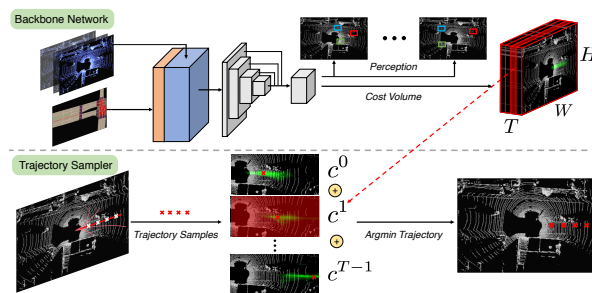 Backbone Network
Perception
Cost Volume
H
W
T
Trajectory Sampler
Trajectory Samples
c^0
+
c^1
+
⋮
c^{T-1}
Argmin Trajectory